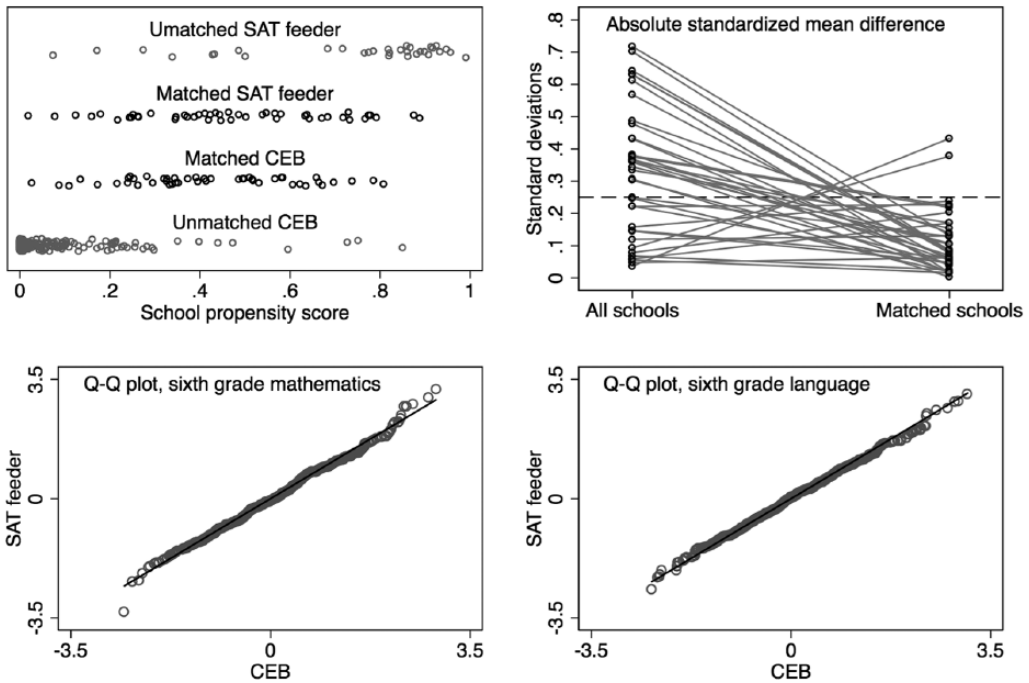 Umatched SAT feeder
Matched SAT feeder
Matched CEB
Unmatched CEB
0 .2 .4 .6 .8 1
School propensity score
Absolute standardized mean difference
Standard deviations
0 .1 .2 .3 .4 .5 .6 .7 .8
All schools
Matched schools
Q-Q plot, sixth grade mathematics
SAT feeder
-3.5 0 3.5
-3.5 0 3.5
CEB
Q-Q plot, sixth grade language
SAT feeder
-3.5 0 3.5
-3.5 0 3.5
CEB